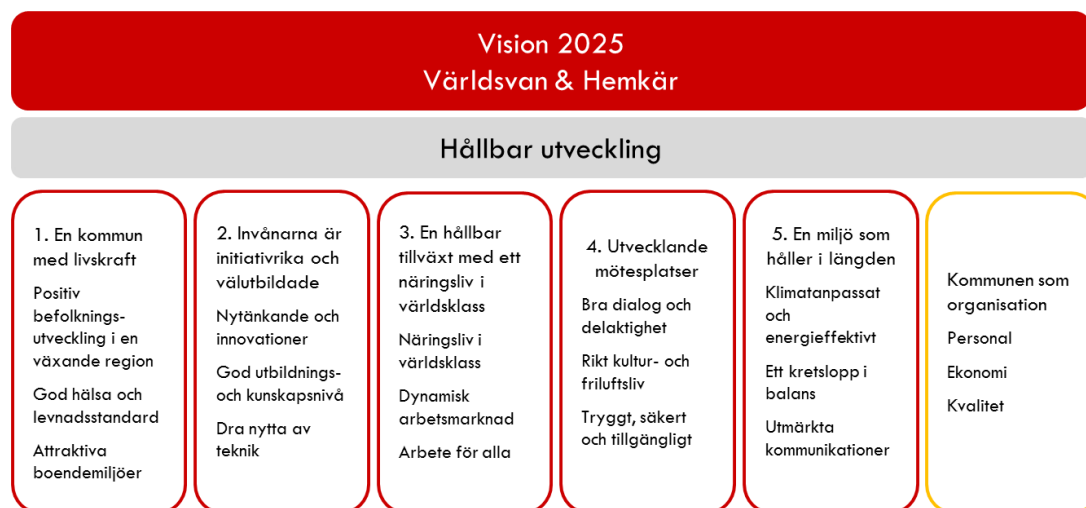 Vision 2025
Världsvan & Hemkär
Hållbar utveckling
1. En kommun
med livskraft
Positiv
befolknings-
utveckling i en
växande region
God hälsa och
levnadsstandard
Attraktiva
boendemiljöer
2. Invånarna är
initiativrika och
välutbildade
Nytänkande och
innovationer
God utbildnings-
och kunskapsnivå
Dra nytta av
teknik
3. En hållbar
tillväxt med ett
näringsliv i
världsklass
Näringsliv i
världsklass
Dynamisk
arbetsmarknad
Arbete för alla
4. Utvecklande
mötesplatser
Bra dialog och
delaktighet
Rikt kultur- och
friluftsliv
Tryggt, säkert
och tillgängligt
5. En miljö som
håller i längden
Klimatanpassat
och
energieffektivt
Ett kretslopp i
balans
Utmärkta
kommunikationer
Kommunen som
organisation
Personal
Ekonomi
Kvalitet